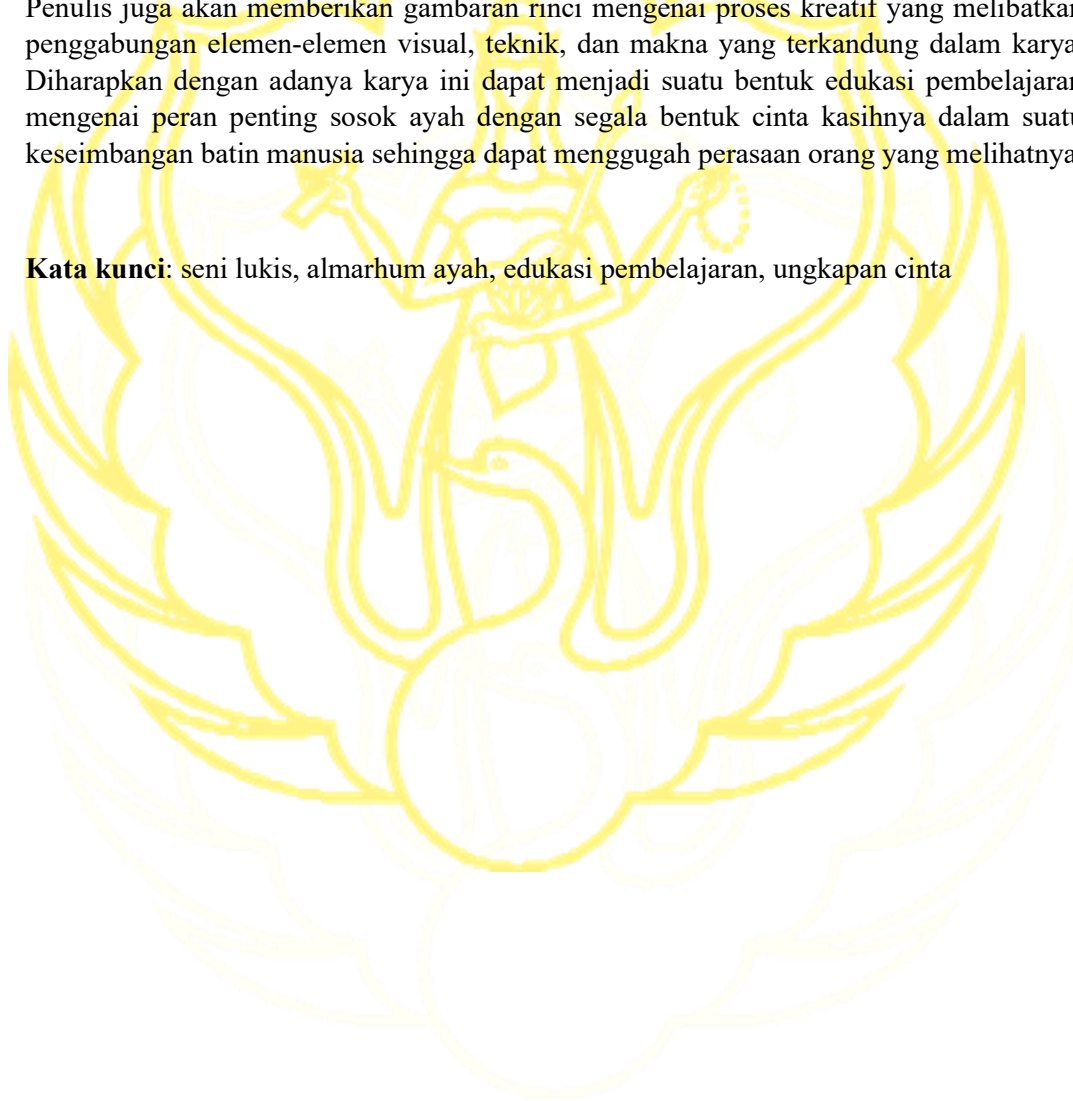 Penulis juga akan memberikan gambaran rinci mengenai proses kreatif yang melibatkan
penggabungan elemen-elemen visual, teknik, dan makna yang terkandung dalam karya
Diharapkan dengan adanya karya ini dapat menjadi suatu bentuk edukasi pembelajaran
mengenai peran penting sosok ayah dengan segala bentuk cinta kasihnya dalam suatu
keseimbangan batin manusia sehingga dapat menggugah perasaan orang yang melihatnya
Kata kunci: seni lukis, almarhum ayah, edukasi pembelajaran, ungkapan cinta